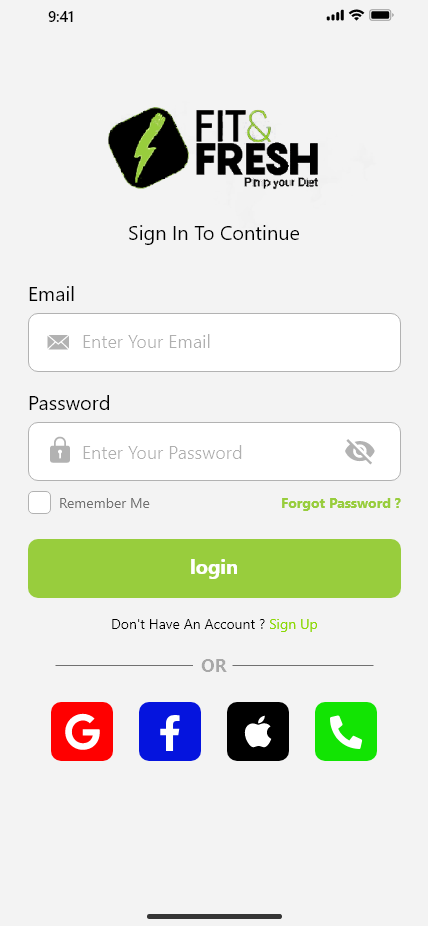 9:41
FIT&
FRESH
Pmp your Diet
Sign In To Continue
Email
Enter Your Email
Password
Enter Your Password
Remember Me
Forgot Password ?
login
Don't Have An Account ? Sign Up
OR